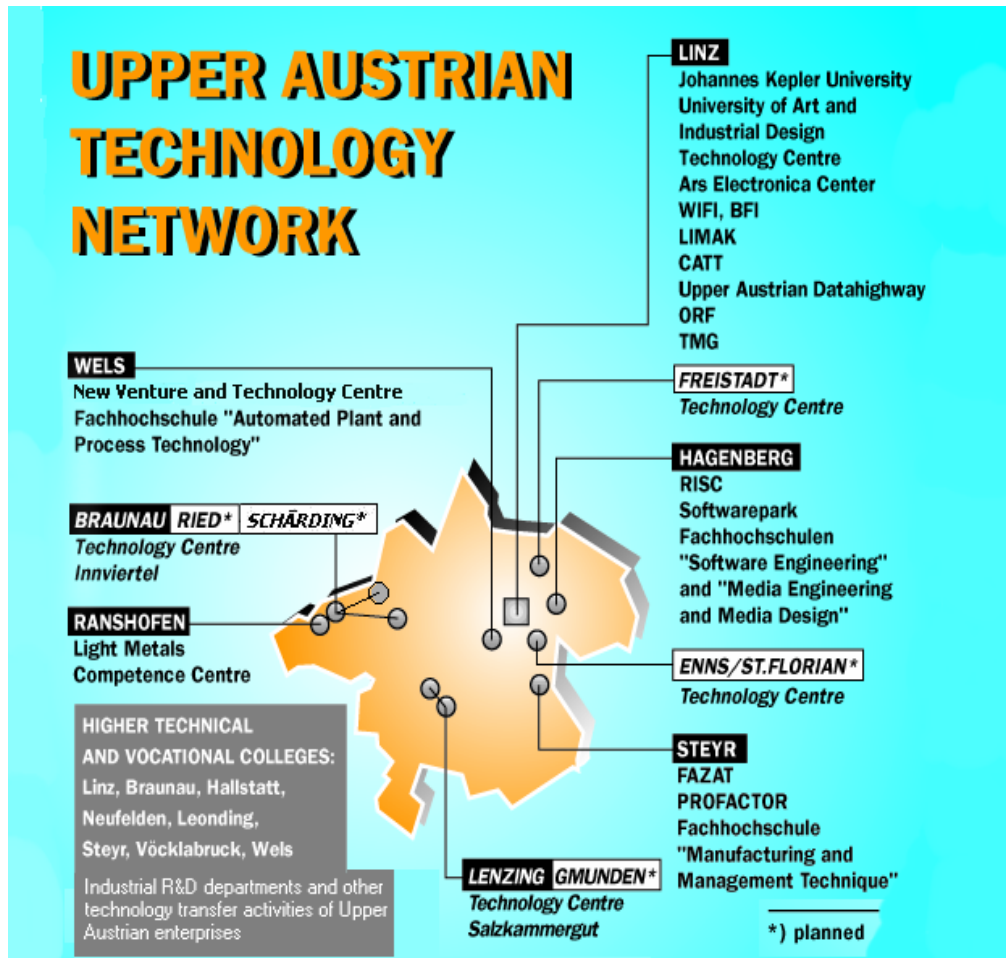 UPPER AUSTRIAN
TECHNOLOGY
NETWORK
LINZ
Johannes Kepler University
University of Art and
Industrial Design
Technology Centre
Ars Electronica Center
WIFI, BFI
LIMAK
CATT
Upper Austrian Datahighway
ORF
TMG
WELS
New Venture and Technology Centre
Fachhochschule "Automated Plant and
Process Technology"
FREISTADT*
Technology Centre
HAGENBERG
RISC
Softwarepark
Fachhochschulen
"Software Engineering"
and "Media Engineering
and Media Design"
BRAUNAU RIED* SCHÄRDING*
Technology Centre
Innviertel
RANSHOFEN
Light Metals
Competence Centre
ENNS/ST.FLORIAN*
Technology Centre
HIGHER TECHNICAL
AND VOCATIONAL COLLEGES:
Linz, Braunau, Hallstatt,
Neufelden, Leonding,
Steyr, Vöcklabruck, Wels
Industrial R&D departments and other
technology transfer activities of Upper
Austrian enterprises
STEYR
FAZAT
PROFACTOR
Fachhochschule
"Manufacturing and
Management Technique"
LENZING GMUNDEN*
Technology Centre
Salzkammergut
*) planned